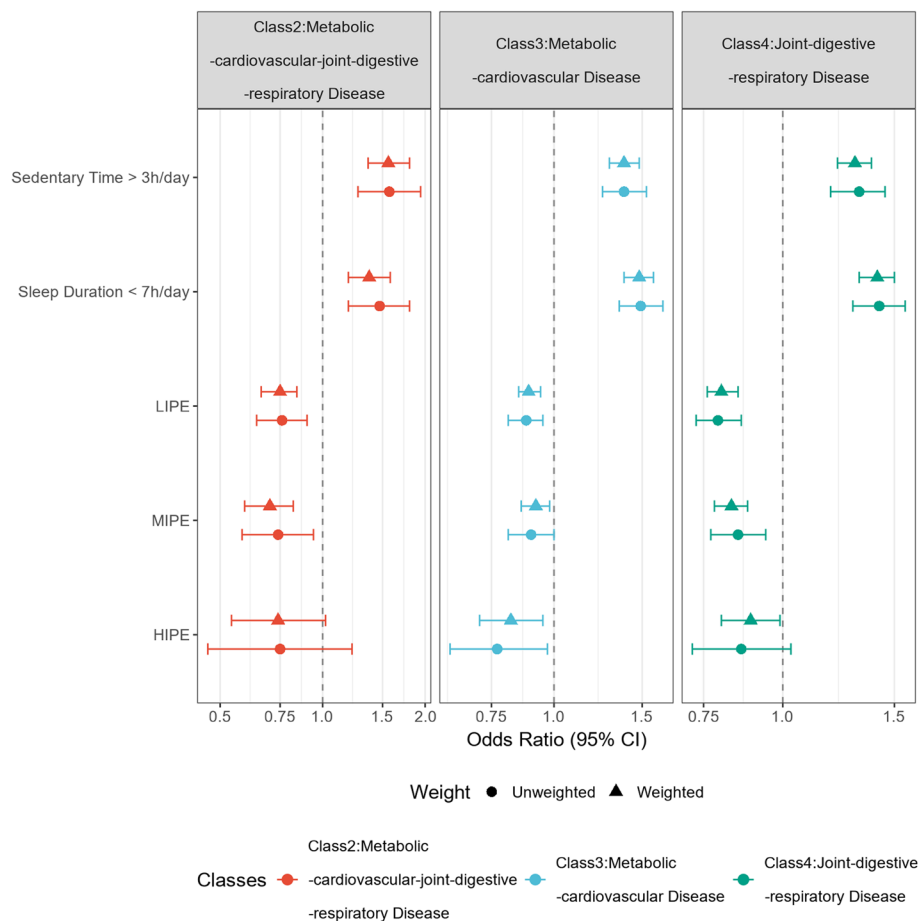 Class2:Metabolic
-cardiovascular-joint-digestive
-respiratory Disease
Class3:Metabolic
-cardiovascular Disease
Class4:Joint-digestive
-respiratory Disease
Sedentary Time > 3h/day
Sleep Duration < 7h/day
LIPE
MIPE
HIPE
0.5 0.75 1.0 1.5 2.0
0.75 1.0 1.5
0.75 1.0 1.5
Odds Ratio (95% CI)
Weight Unweighted Weighted
Classes
Class2:Metabolic
-cardiovascular-joint-digestive
-respiratory Disease
Class3:Metabolic
-cardiovascular Disease
Class4:Joint-digestive
-respiratory Disease